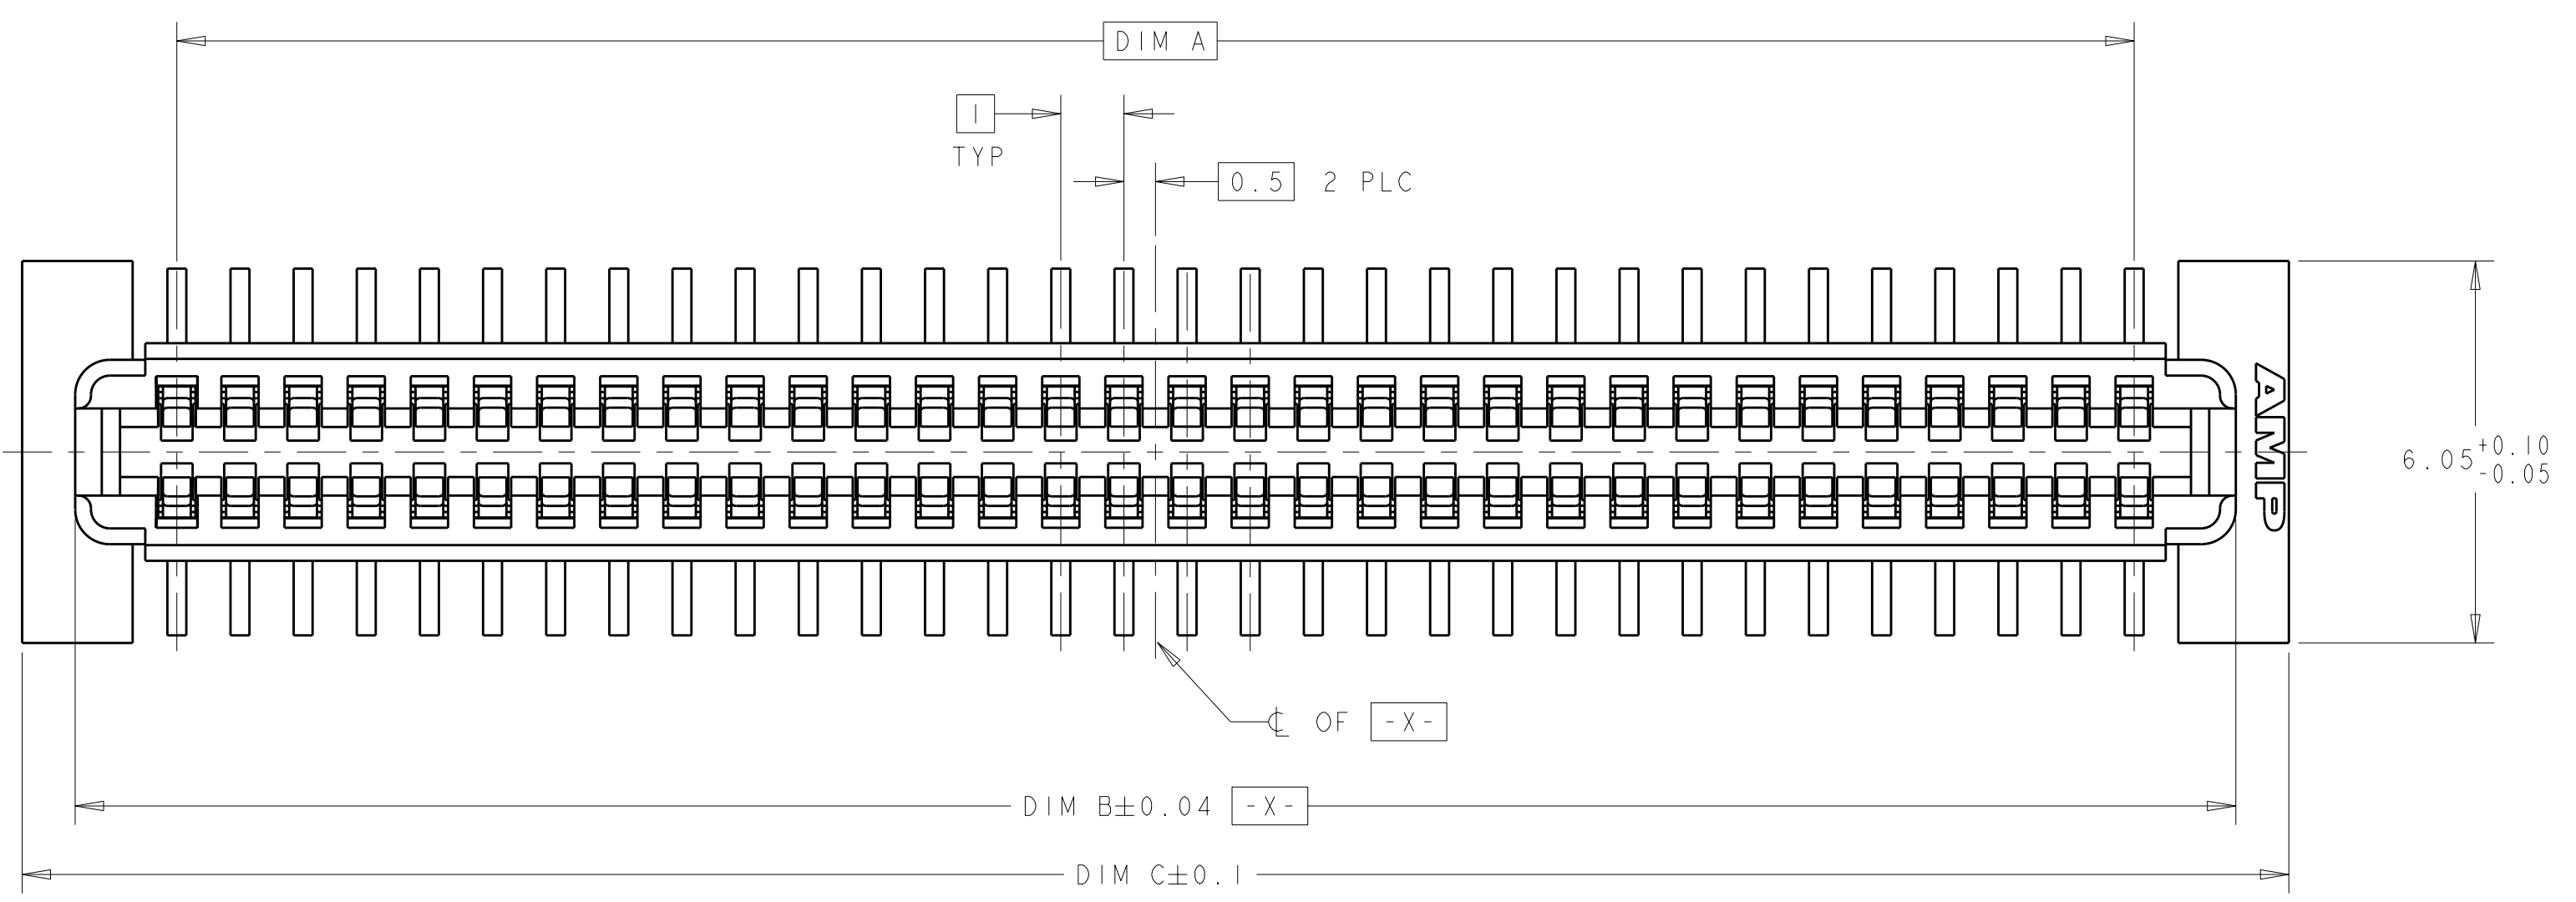 DIM A
1
TYP
0.5 2 PLC
AMP
6.05 +0.10
-0.05
℄ OF -X-
DIM B±0.04 -X-
DIM C±0.1